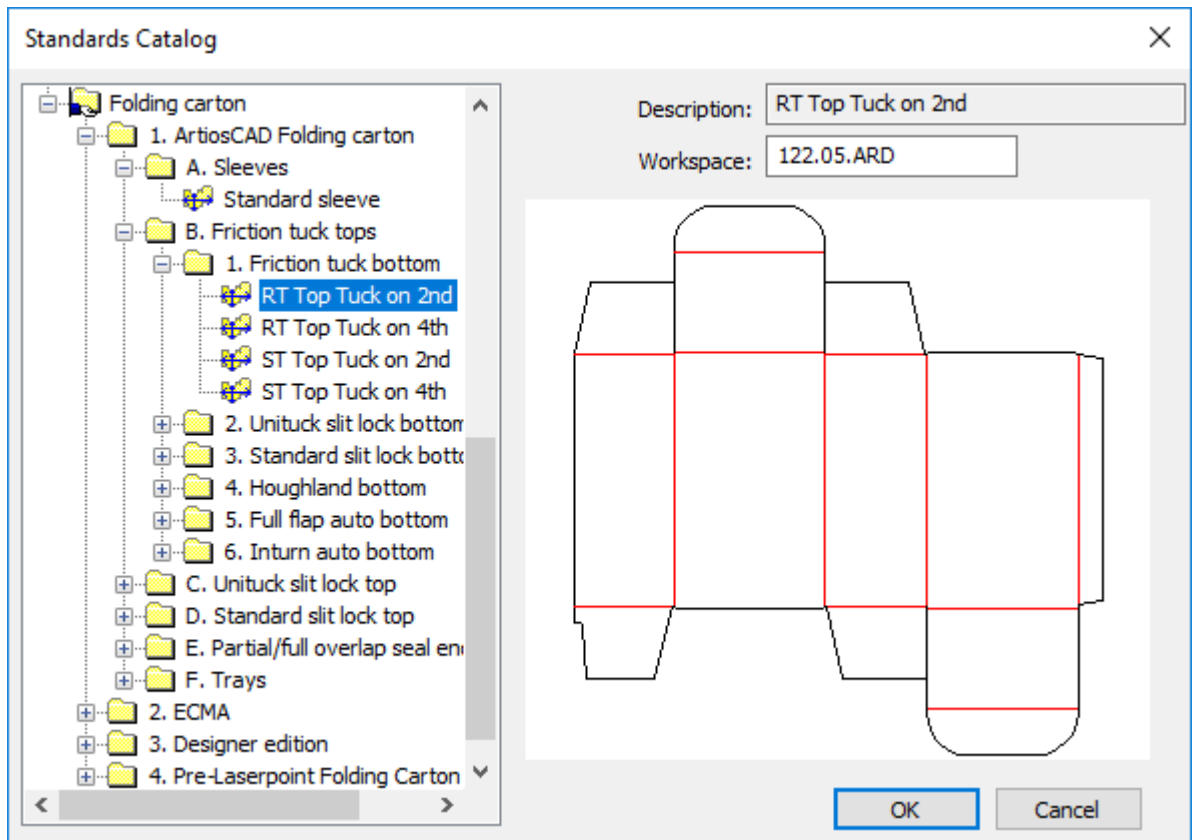 Standards Catalog
Folding carton
1. ArtiosCAD Folding carton
A. Sleeves
Standard sleeve
B. Friction tuck tops
1. Friction tuck bottom
RT Top Tuck on 2nd
RT Top Tuck on 4th
ST Top Tuck on 2nd
ST Top Tuck on 4th
2. Unituck slit lock bottom
3. Standard slit lock botto
4. Houghland bottom
5. Full flap auto bottom
6. Inturn auto bottom
C. Unituck slit lock top
D. Standard slit lock top
E. Partial/full overlap seal en
F. Trays
2. ECMA
3. Designer edition
4. Pre-Laserpoint Folding Carton
Description: RT Top Tuck on 2nd
Workspace: 122.05.ARD
OK Cancel